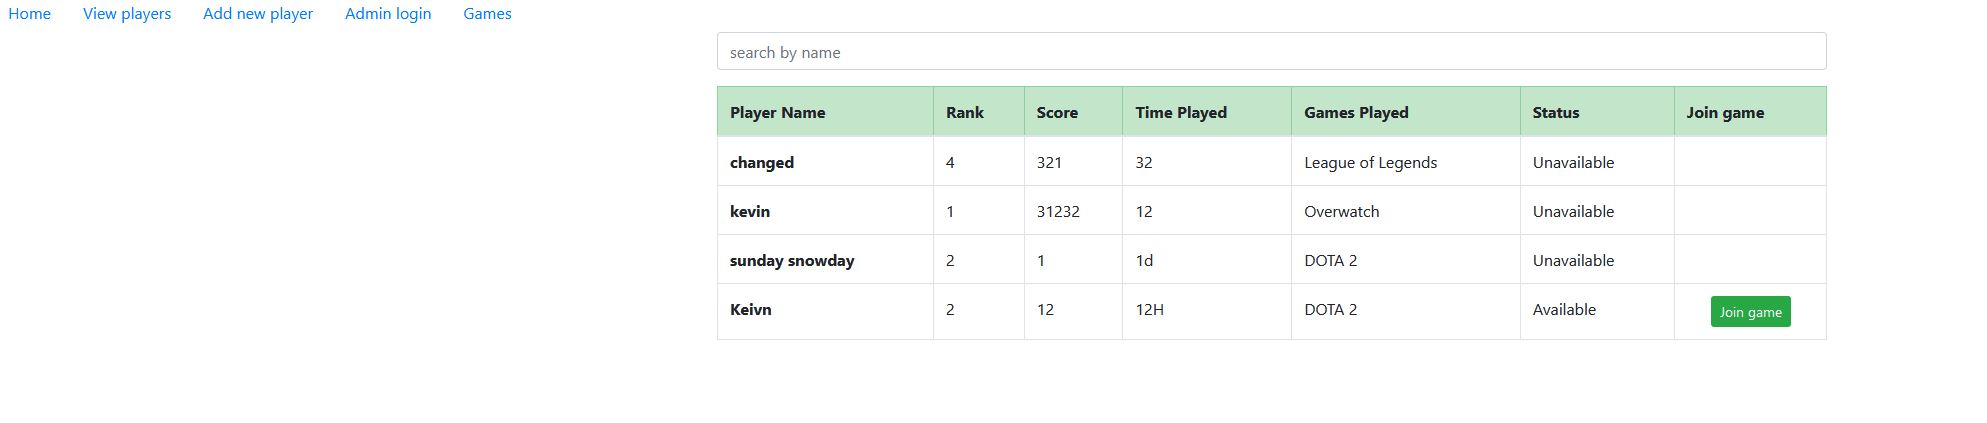 Home View players Add new player Admin login Games
search by name
Player Name Rank Score Time Played Games Played Status Join game
changed 4 321 32 League of Legends Unavailable
kevin 1 31232 12 Overwatch Unavailable
sunday snowday 2 1 1d DOTA 2 Unavailable
Keivn 2 12 12H DOTA 2 Available Join game